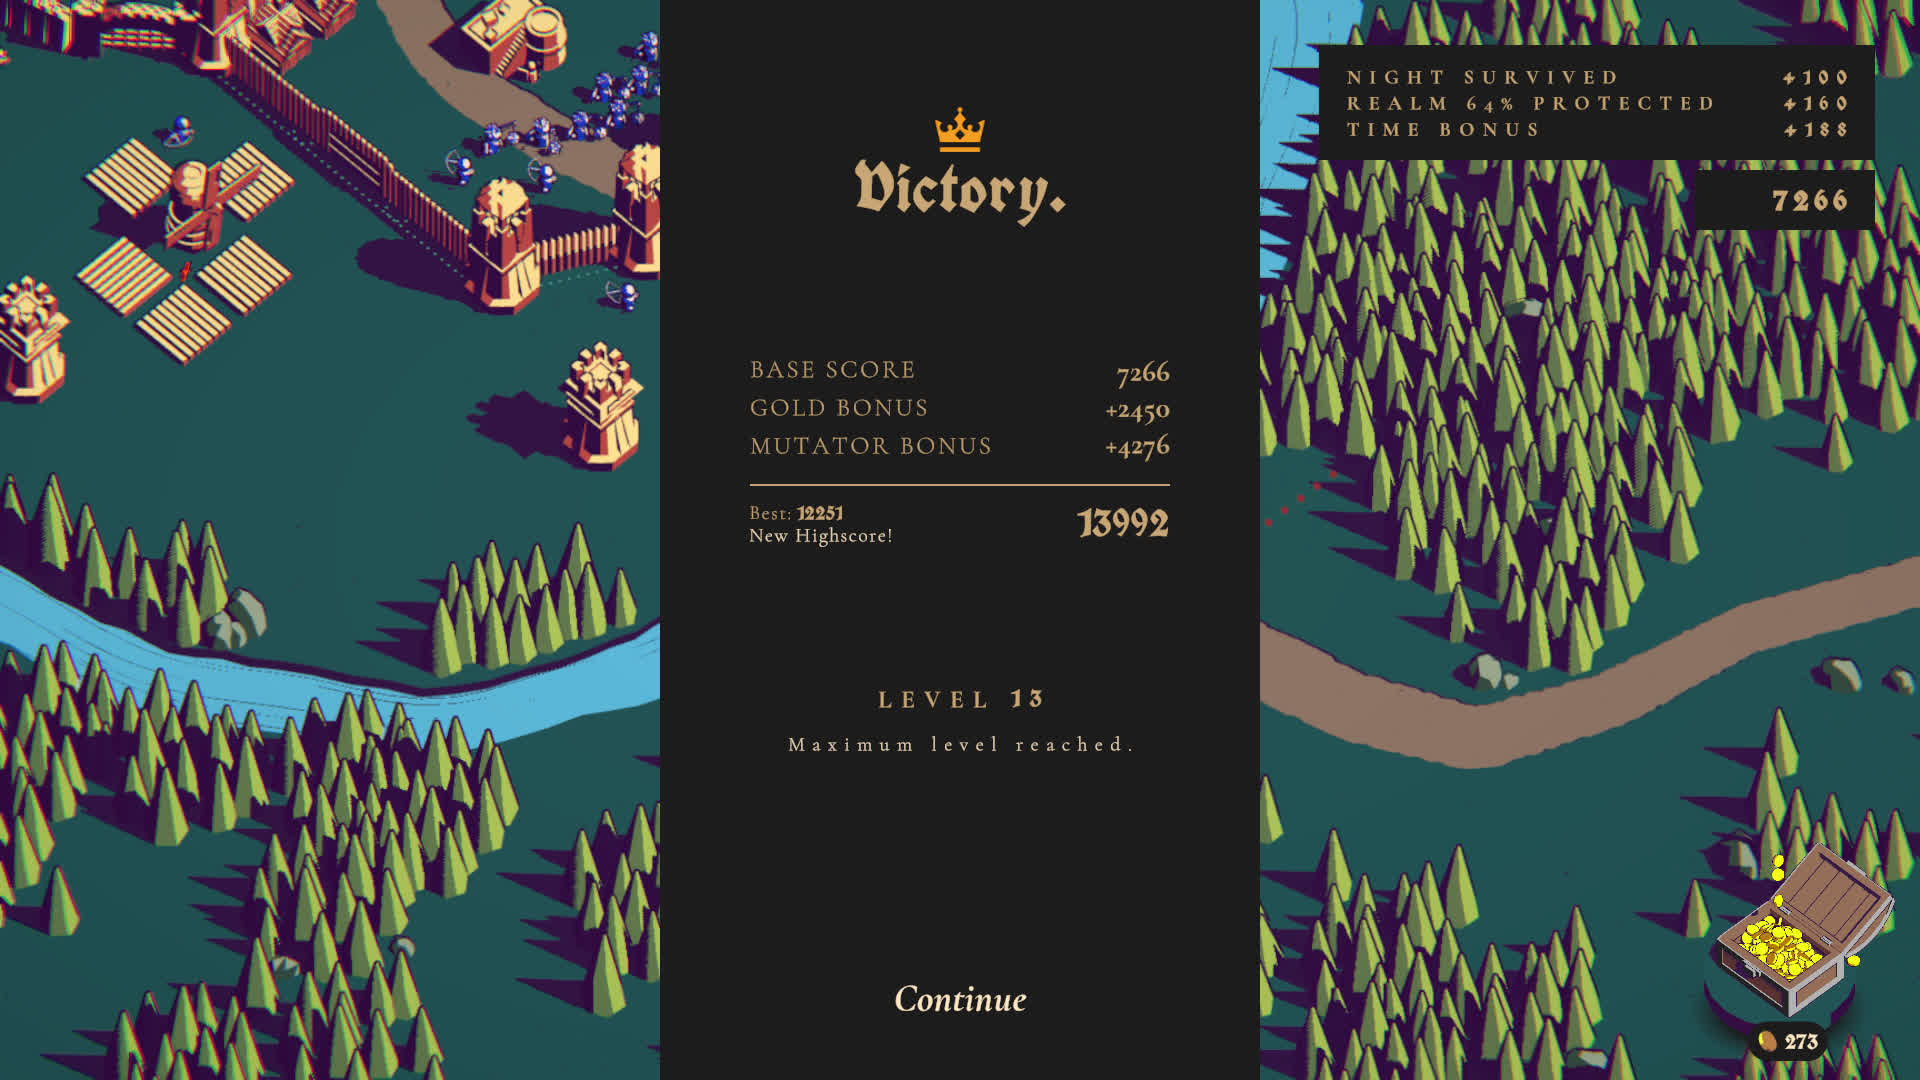 Victory.
BASE SCORE 7266
GOLD BONUS +2450
MUTATOR BONUS +4276
Best: 12251
New Highscore!
13992
LEVEL 13
Maximum level reached.
Continue
NIGHT SURVIVED +100
REALM 64% PROTECTED +160
TIME BONUS +188
7266
273